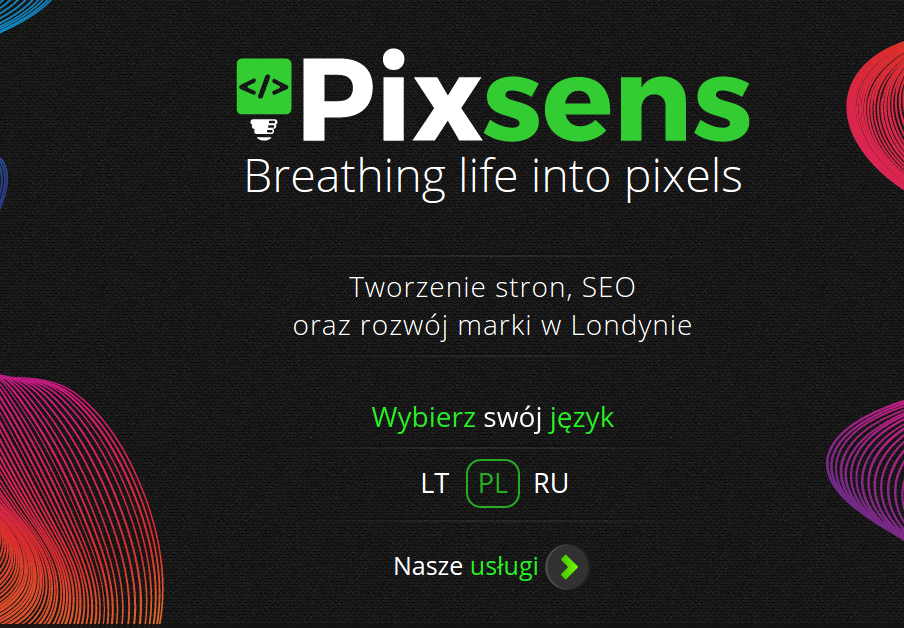 </>
Pixsens
Breathing life into pixels
Tworzenie stron, SEO
oraz rozwój marki w Londynie
Wybierz swój język
LT PL RU
Nasze usługi